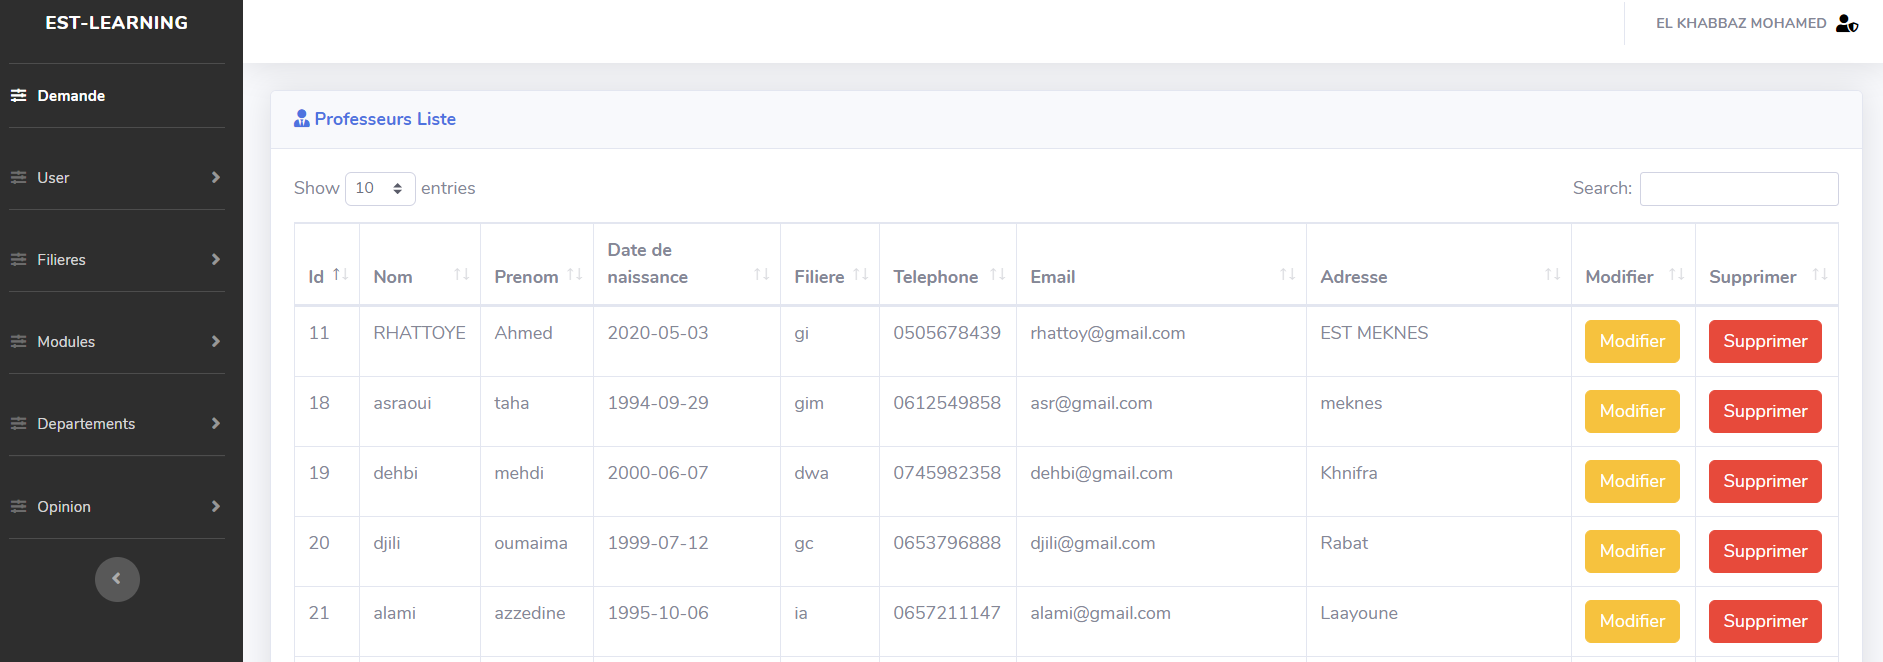 EST-LEARNING
EL KHABBAZ MOHAMED
Demande
User
Filieres
Modules
Departements
Opinion
Professeurs Liste
Show 10 entries
Search:
Id Nom Prenom Date de naissance Filiere Telephone Email Adresse Modifier Supprimer
11 RHATTOYE Ahmed 2020-05-03 gi 0505678439 rhattoy@gmail.com EST MEKNES Modifier Supprimer
18 asraoui taha 1994-09-29 gim 0612549858 asr@gmail.com meknes Modifier Supprimer
19 dehbi mehdi 2000-06-07 dwa 0745982358 dehbi@gmail.com Khnifra Modifier Supprimer
20 djili oumaima 1999-07-12 gc 0653796888 djili@gmail.com Rabat Modifier Supprimer
21 alami azzedine 1995-10-06 ia 0657211147 alami@gmail.com Laayoune Modifier Supprimer